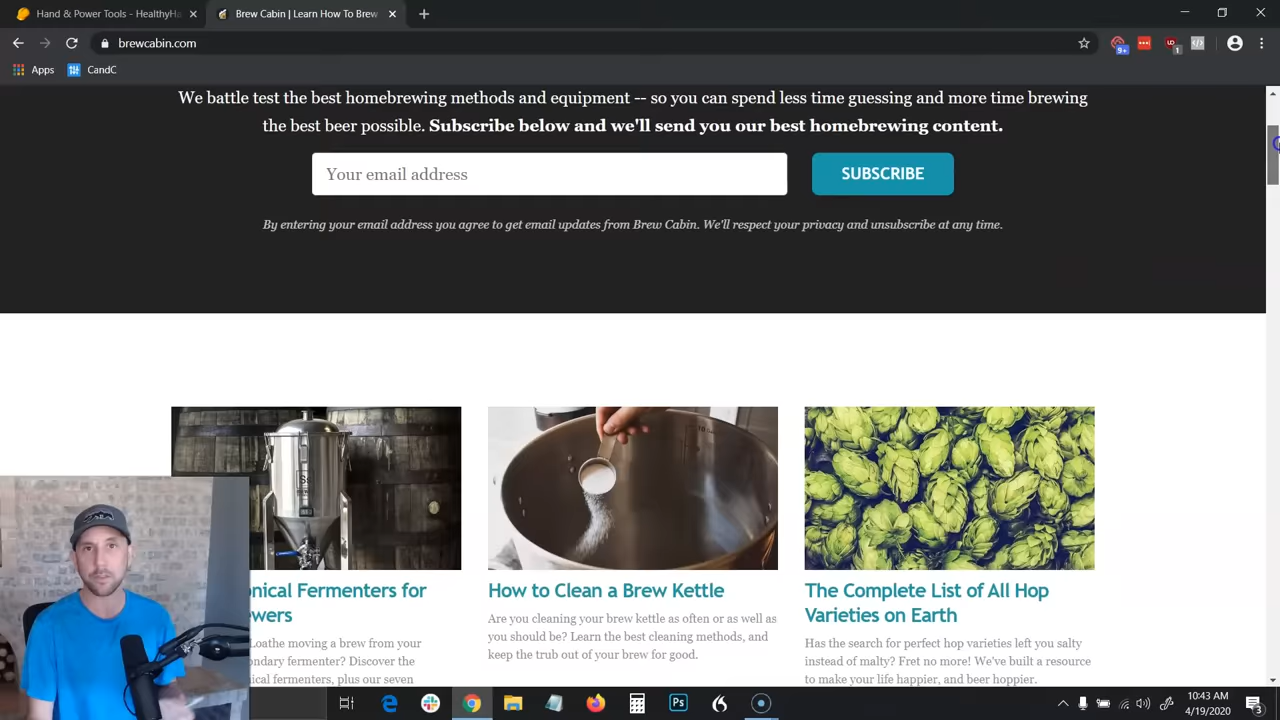 Hand & Power Tools - HealthyHa
Brew Cabin | Learn How To Brew
brewcabin.com
9+
1
Apps
CandC
We battle test the best homebrewing methods and equipment -- so you can spend less time guessing and more time brewing
the best beer possible. Subscribe below and we'll send you our best homebrewing content.
Your email address
SUBSCRIBE
By entering your email address you agree to get email updates from Brew Cabin. We'll respect your privacy and unsubscribe at any time.
onical Fermenters for
ewers
Loathe moving a brew from your
ondary fermenter? Discover the
nical fermenters, plus our seven
How to Clean a Brew Kettle
Are you cleaning your brew kettle as often or as well as
you should be? Learn the best cleaning methods, and
keep the trub out of your brew for good.
The Complete List of All Hop
Varieties on Earth
Has the search for perfect hop varieties left you salty
instead of malty? Fret no more! We've built a resource
to make your life happier, and beer hoppier.
Ps
10:43 AM
4/19/2020
3